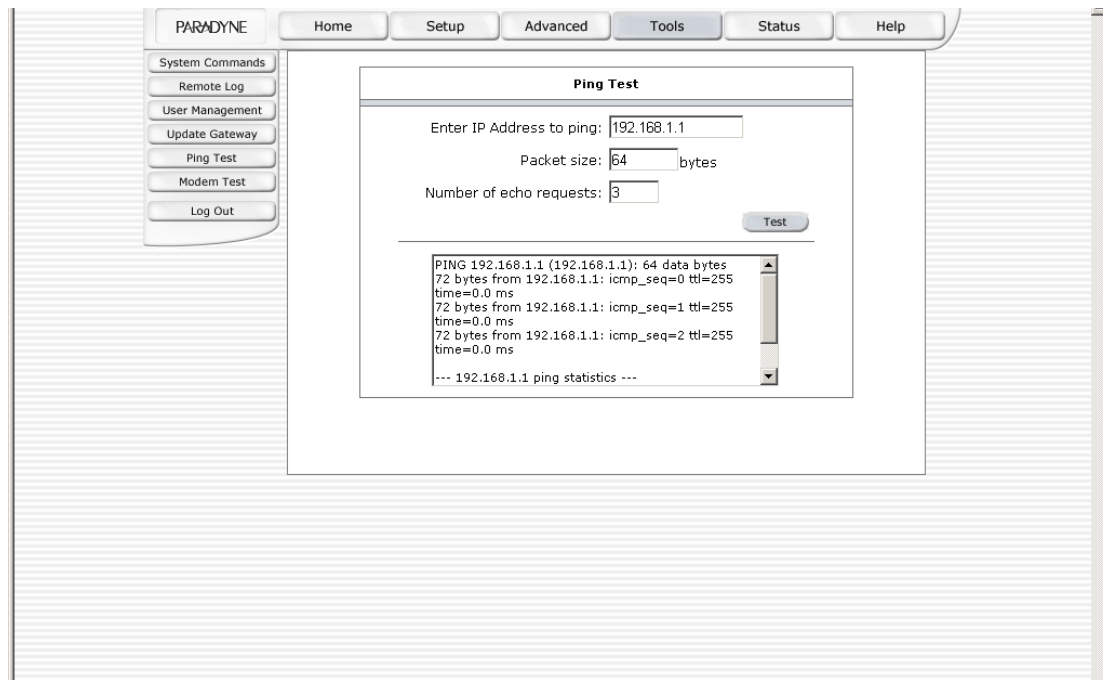 PARADYNE
Home
Setup
Advanced
Tools
Status
Help
System Commands
Remote Log
User Management
Update Gateway
Ping Test
Modem Test
Log Out
Ping Test
Enter IP Address to ping: 192.168.1.1
Packet size: 64 bytes
Number of echo requests: 3
Test
PING 192.168.1.1 (192.168.1.1): 64 data bytes
72 bytes from 192.168.1.1: icmp_seq=0 ttl=255
time=0.0 ms
72 bytes from 192.168.1.1: icmp_seq=1 ttl=255
time=0.0 ms
72 bytes from 192.168.1.1: icmp_seq=2 ttl=255
time=0.0 ms
--- 192.168.1.1 ping statistics ---